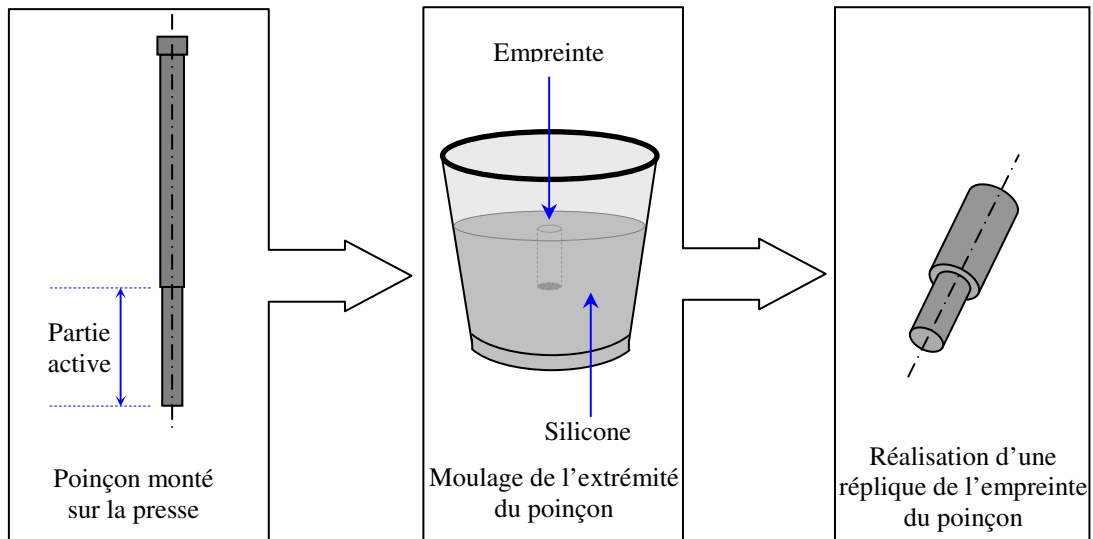 Partie
active
Poinçon monté
sur la presse
Empreinte
Silicone
Moulage de l’extrémité
du poinçon
Réalisation d’une
réplique de l’empreinte
du poinçon